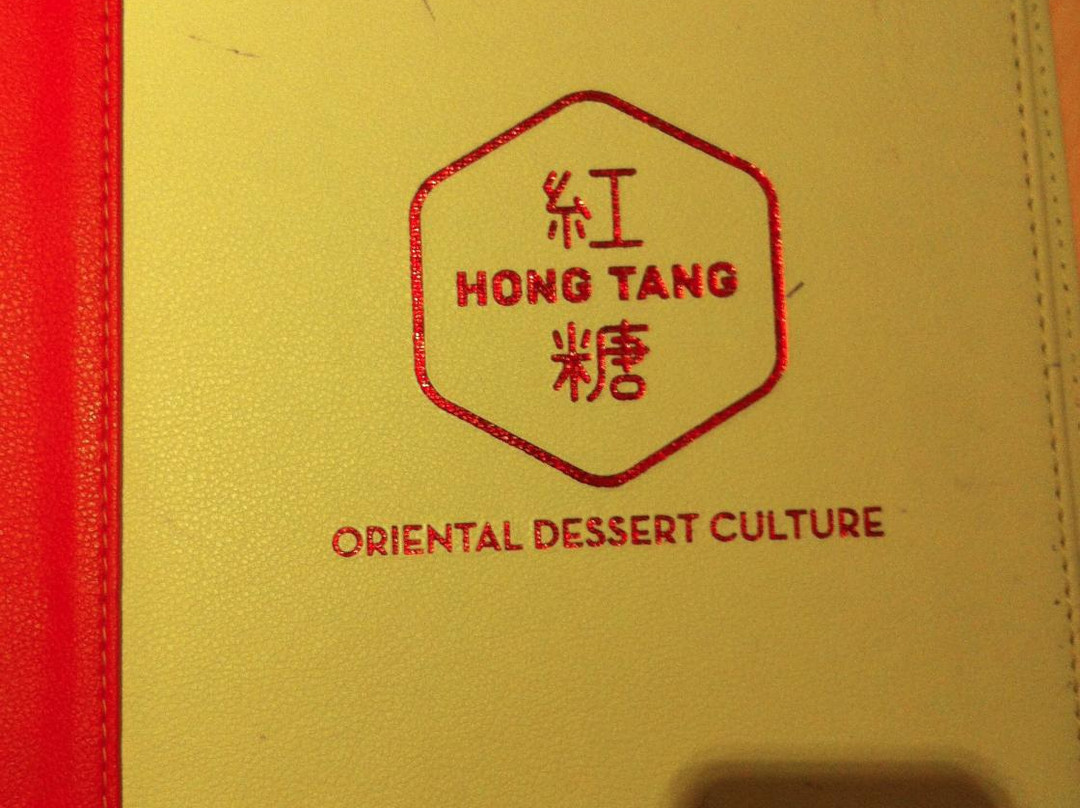 紅
HONG TANG
糖
ORIENTAL DESSERT CULTURE